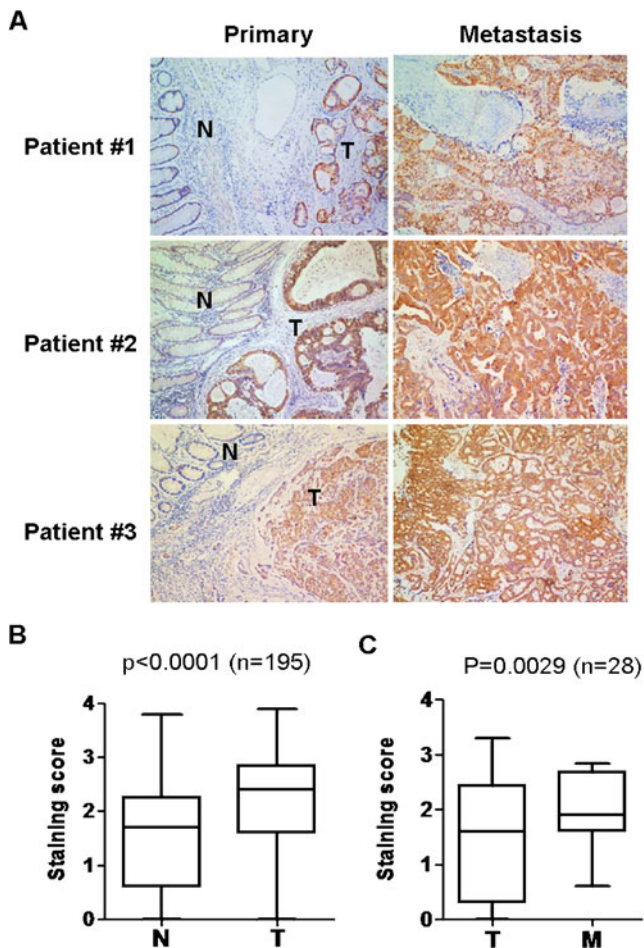 A
Primary Metastasis
Patient #1
N
T
Patient #2
N
T
Patient #3
N
T
B
p<0.0001 (n=195)
Staining score
4
3
2
1
0
N T
C
P=0.0029 (n=28)
Staining score
4
3
2
1
0
T M